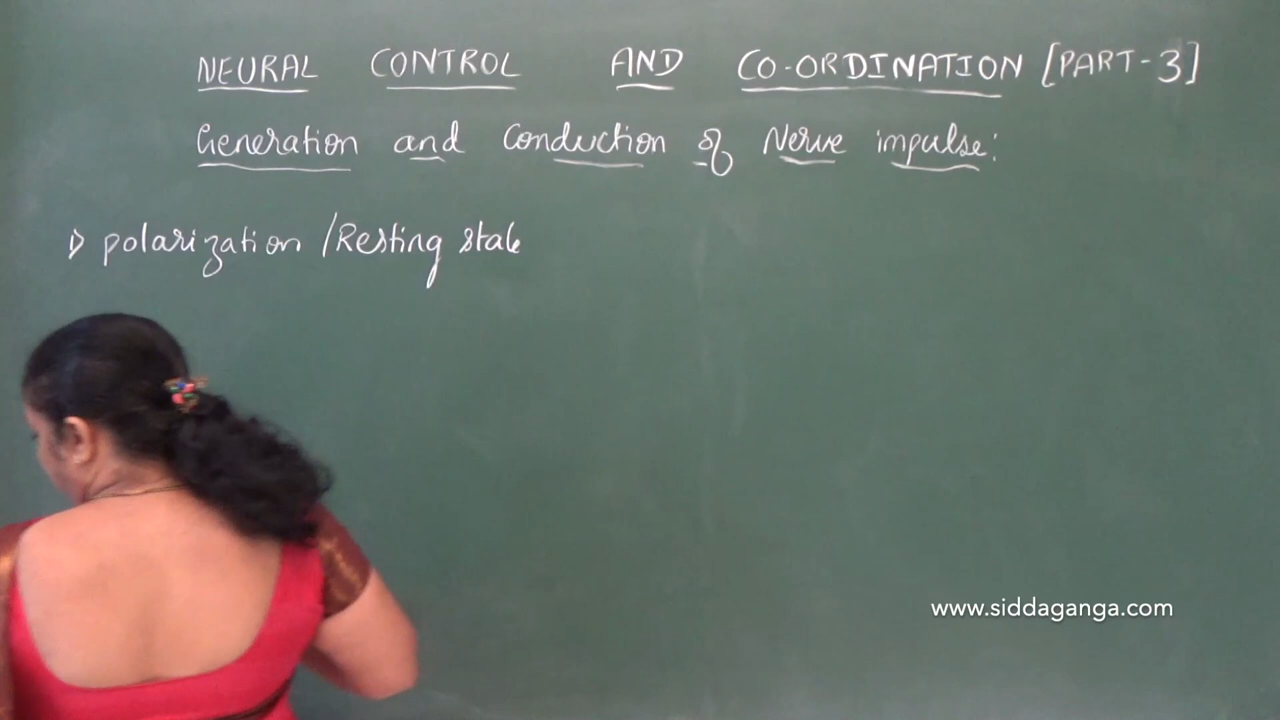 NEURAL CONTROL AND CO-ORDINATION [PART-3]
Generation and Conduction of Nerve impulse:
1) polarization /Resting state
www.siddaganga.com